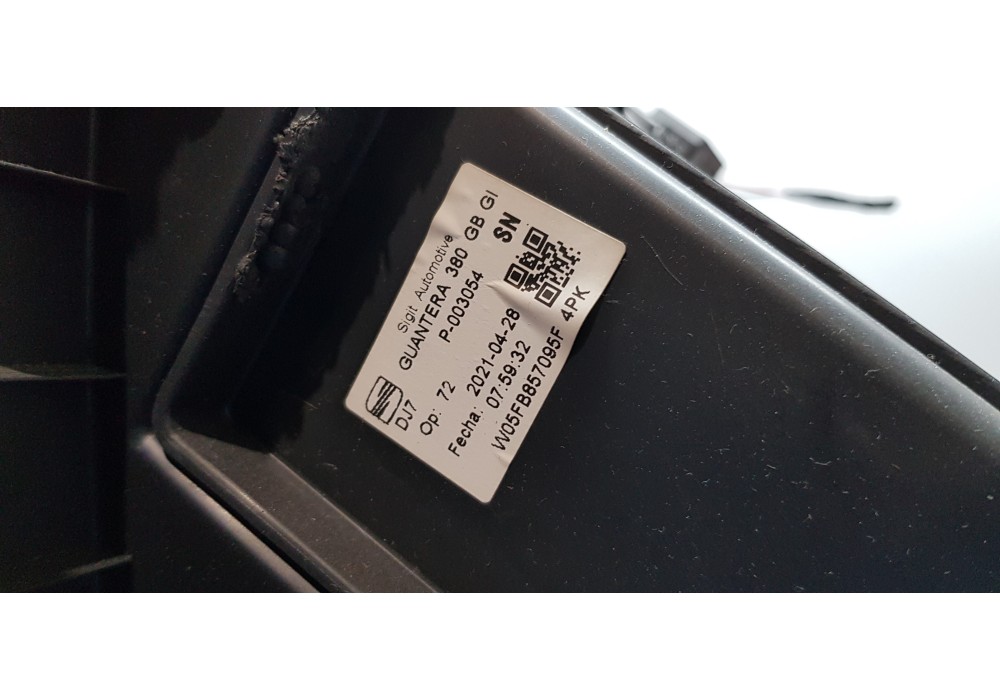 Sigit Automotive
GUANTERA 380 GB GI
P-003054
SN
DJ7
Op: 72
Fecha: 2021-04-28
07:59:32
W05FB857095F 4PK